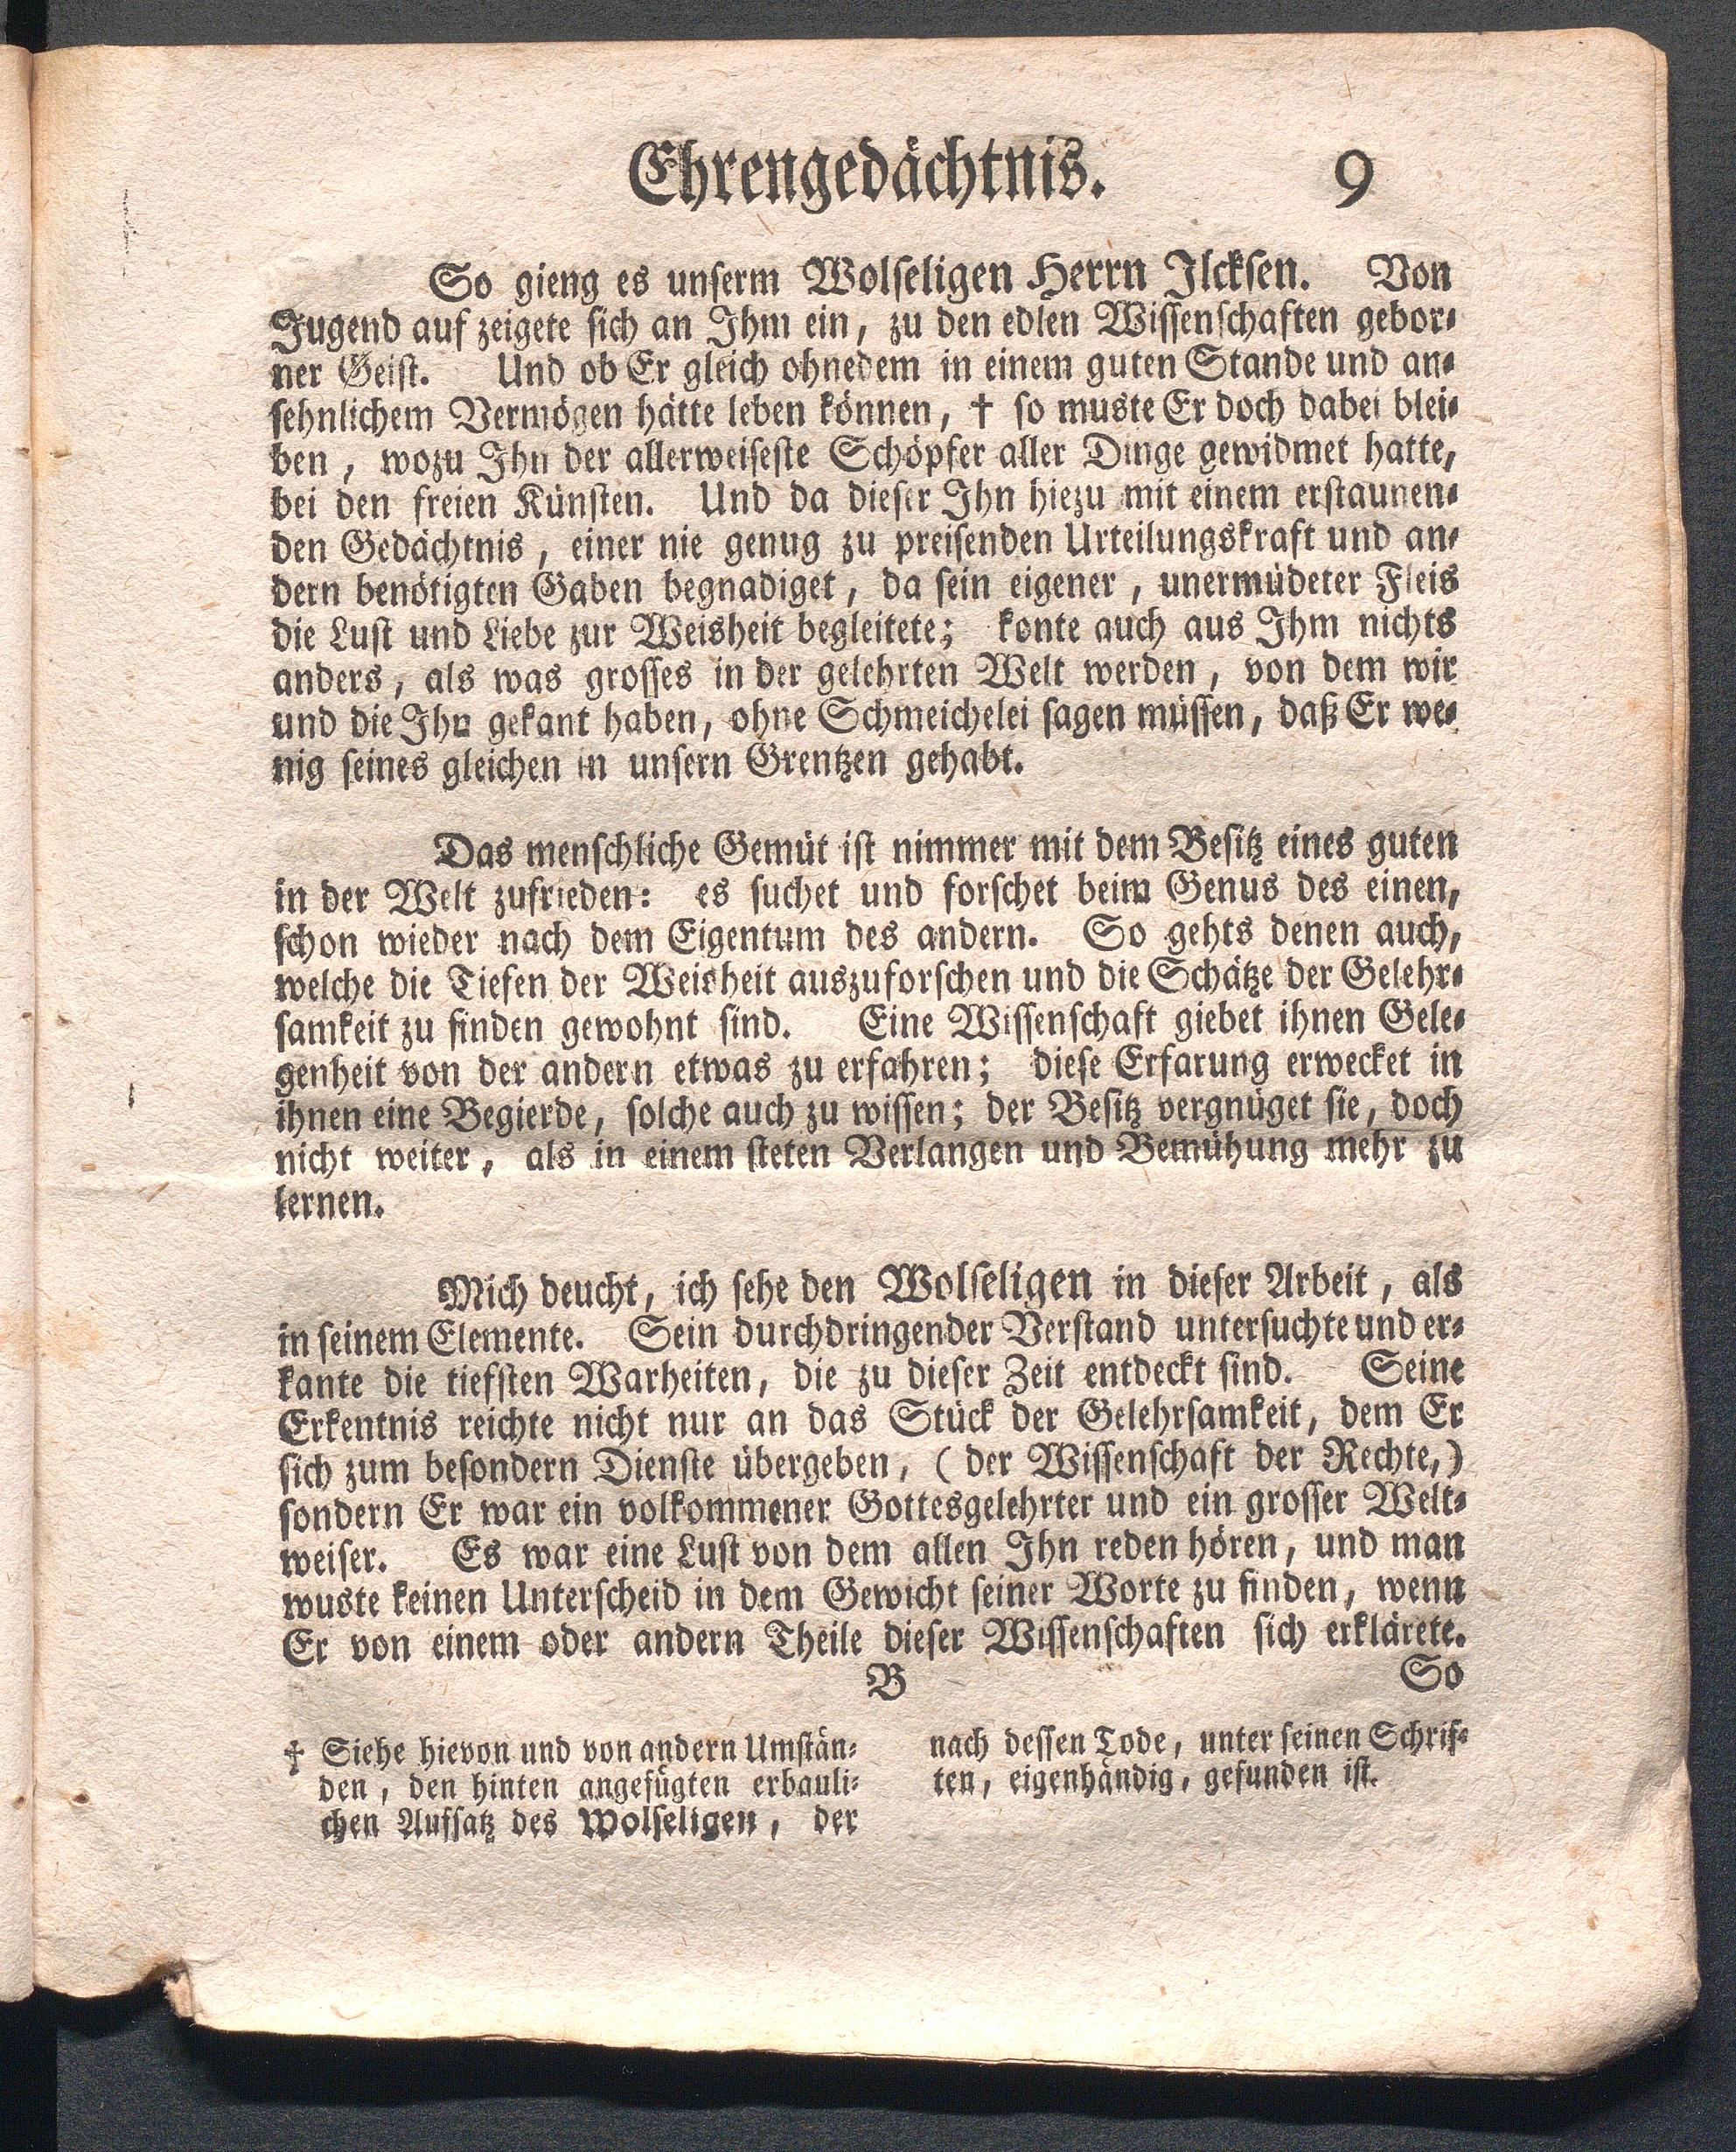 Ehrengedächtnis. 9
So gieng es unserm Wolseligen Herrn Ilcksen. Von
Jugend auf zeigete sich an Ihm ein, zu den edlen Wissenschaften gebor-
ner Geist. Und ob Er gleich ohnedem in einem guten Stande und an-
sehnlichem Vermögen hätte leben können, † so muste Er doch dabei blei-
ben, wozu Ihn der allerweiseste Schöpfer aller Dinge gewidmet hatte,
bei den freien Künsten. Und da dieser Ihn hiezu mit einem erstaunen-
den Gedächtnis, einer nie genug zu preisenden Urteilungskraft und an-
dern benötigten Gaben begnadiget, da sein eigener, unermüdeter Fleis
die Lust und Liebe zur Weisheit begleitete; konte auch aus Ihm nichts
anders, als was grosses in der gelehrten Welt werden, von dem wir
und die Ihn gekant haben, ohne Schmeichelei sagen müssen, daß Er we-
nig seines gleichen in unsern Grentzen gehabt.
Das menschliche Gemüt ist nimmer mit dem Besitz eines guten
in der Welt zufrieden: es suchet und forschet beim Genus des einen,
schon wieder nach dem Eigentum des andern. So gehts denen auch,
welche die Tiefen der Weisheit auszuforschen und die Schätze der Gelehr-
samkeit zu finden gewohnt sind. Eine Wissenschaft giebet ihnen Gele-
genheit von der andern etwas zu erfahren; diese Erfarung erwecket in
ihnen eine Begierde, solche auch zu wissen; der Besitz vergnüget sie, doch
nicht weiter, als in einem steten Verlangen und Bemühung mehr zu
lernen.
Mich deucht, ich sehe den Wolseligen in dieser Arbeit, als
in seinem Elemente. Sein durchdringender Verstand untersuchte und er-
kante die tiefsten Warheiten, die zu dieser Zeit entdeckt sind. Seine
Erkentnis reichte nicht nur an das Stück der Gelehrsamkeit, dem Er
sich zum besondern Dienste übergeben, (der Wissenschaft der Rechte,)
sondern Er war ein volkommener Gottesgelehrter und ein grosser Welt-
weiser. Es war eine Lust von dem allen Ihn reden hören, und man
wuste keinen Unterscheid in dem Gewicht seiner Worte zu finden, wenn
Er von einem oder andern Theile dieser Wissenschaften sich erklärete.
B So
† Siehe hievon und von andern Umstän-
den, den hinten angefügten erbauli-
chen Aufsatz des Wolseligen, der
nach dessen Tode, unter seinen Schrif-
ten, eigenhändig, gefunden ist.